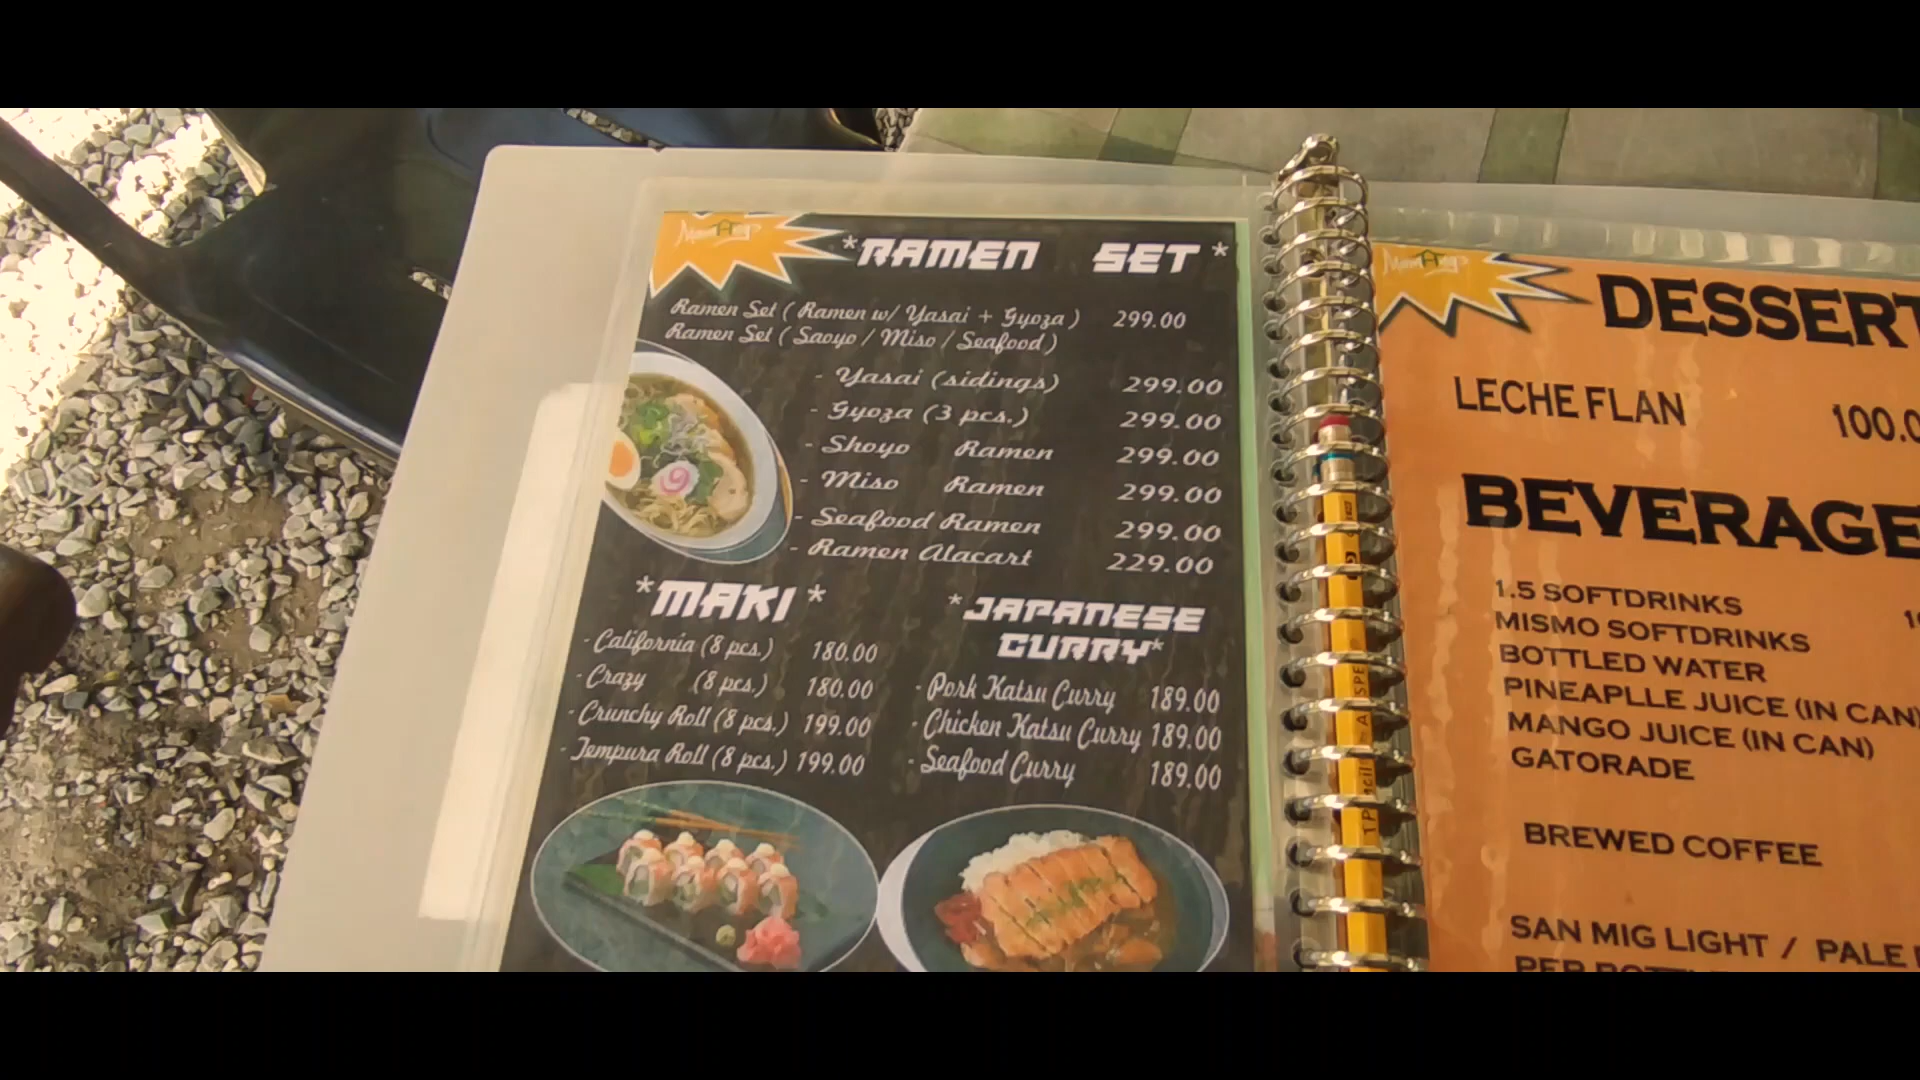 *RAMEN SET *
Ramen Set ( Ramen w/ Yasai + Gyoza ) 299.00
Ramen Set ( Saoyo / Miso / Seafood )
- Yasai (sidings) 299.00
- Gyoza (3 pcs.) 299.00
- Shoyo Ramen 299.00
- Miso Ramen 299.00
- Seafood Ramen 299.00
- Ramen Alacart 229.00
*MAKI *
- California (8 pcs.) 180.00
- Crazy (8 pcs.) 180.00
- Crunchy Roll (8 pcs.) 199.00
- Tempura Roll (8 pcs.) 199.00
* JAPANESE
CURRY*
- Pork Katsu Curry 189.00
- Chicken Katsu Curry 189.00
- Seafood Curry 189.00
DESSERT
LECHE FLAN 100.0
BEVERAGE
1.5 SOFTDRINKS
MISMO SOFTDRINKS
BOTTLED WATER
PINEAPLLE JUICE (IN CAN)
MANGO JUICE (IN CAN)
GATORADE
BREWED COFFEE
SAN MIG LIGHT / PALE
PER